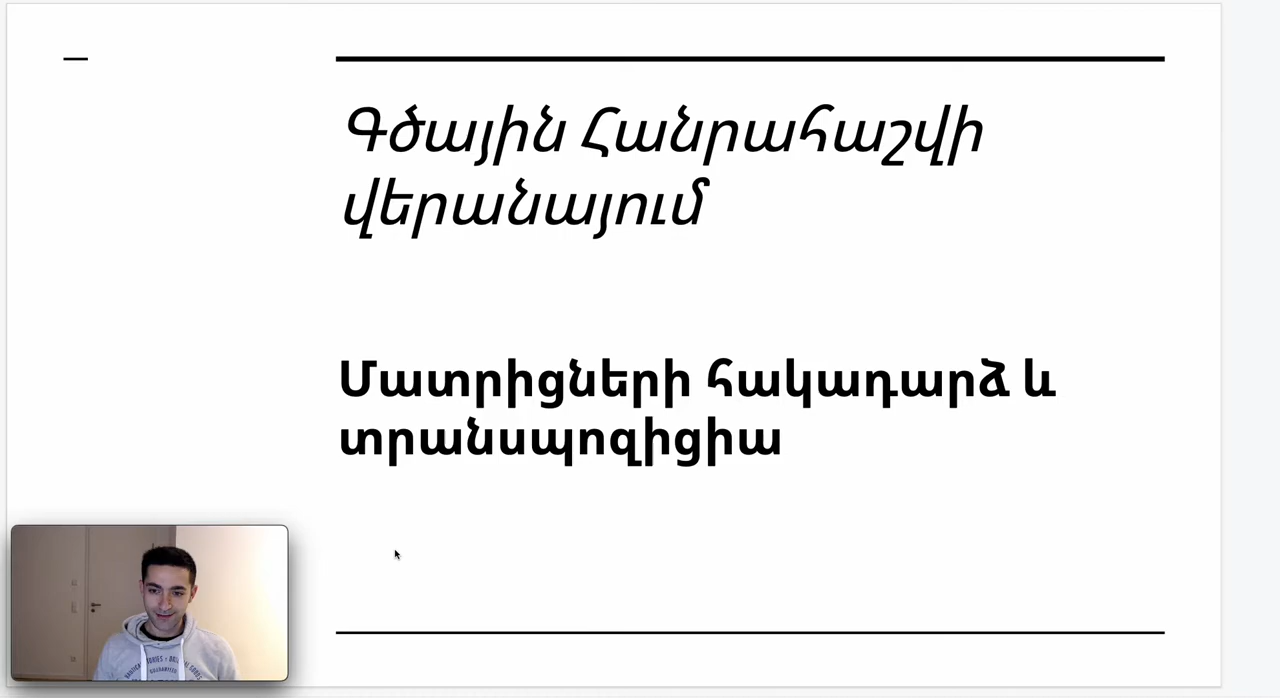 Գծային Հանրահաշվի
վերանայում
Մատրիցների հակադարձ և
տրանսպոզիցիա